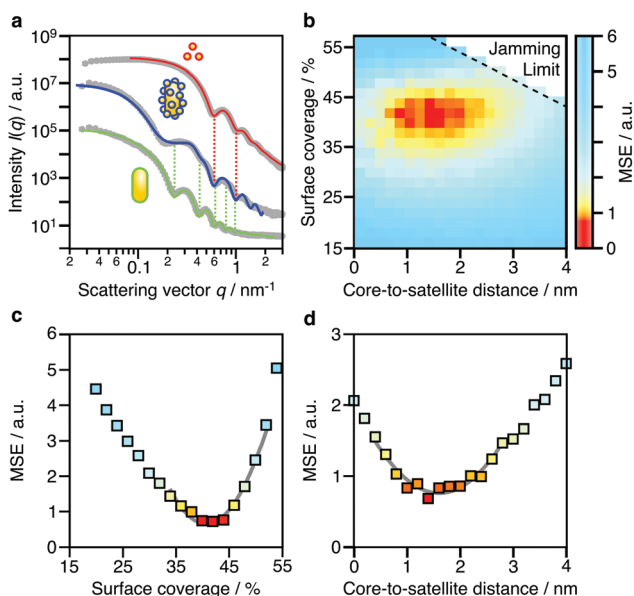 a
10⁹
10⁷
10⁵
10³
10¹
Intensity I(q) / a.u.
2 4 6 0.1 2 4 6 1 2
Scattering vector q / nm⁻¹
b
55
45
35
25
15
Surface coverage / %
Jamming
Limit
0 1 2 3 4
Core-to-satellite distance / nm
6
5
4
3
2
1
0
MSE / a.u.
c
6
5
4
3
2
1
0
MSE / a.u.
15 25 35 45 55
Surface coverage / %
d
3
2
1
0
MSE / a.u.
0 1 2 3 4
Core-to-satellite distance / nm